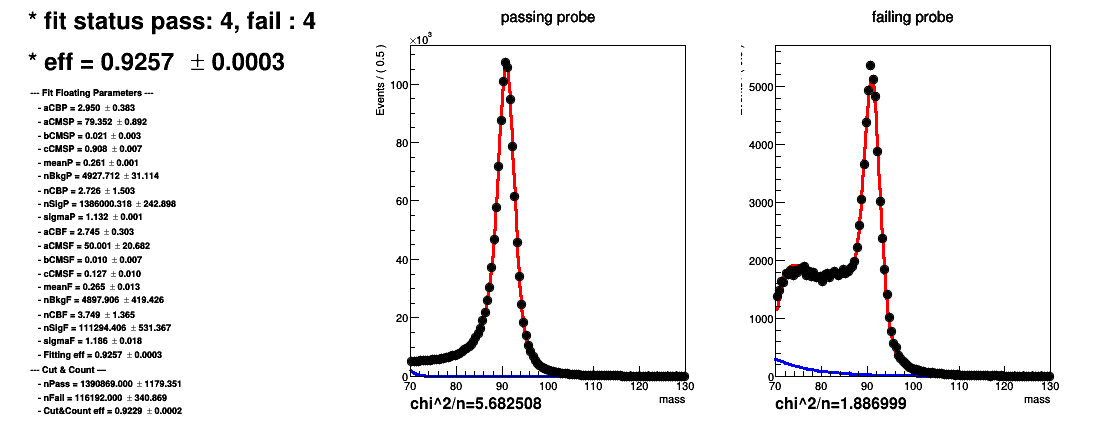 * fit status pass: 4, fail : 4
* eff = 0.9257 ± 0.0003
--- Fit Floating Parameters ---
- aCBP = 2.950 ± 0.383
- aCMSP = 79.352 ± 0.892
- bCMSP = 0.021 ± 0.003
- cCMSP = 0.908 ± 0.007
- meanP = 0.261 ± 0.001
- nBkgP = 4927.712 ± 31.114
- nCBP = 2.726 ± 1.503
- nSigP = 1386000.318 ± 242.898
- sigmaP = 1.132 ± 0.001
- aCBF = 2.745 ± 0.303
- aCMSF = 50.001 ± 20.682
- bCMSF = 0.010 ± 0.007
- cCMSF = 0.127 ± 0.010
- meanF = 0.265 ± 0.013
- nBkgF = 4897.906 ± 419.426
- nCBF = 3.749 ± 1.365
- nSigF = 111294.406 ± 531.367
- sigmaF = 1.186 ± 0.018
- Fitting eff = 0.9257 ± 0.0003
--- Cut & Count ---
- nPass = 1390869.000 ± 1179.351
- nFail = 116192.000 ± 340.869
- Cut&Count eff = 0.9229 ± 0.0002
passing probe
×10³
Events / ( 0.5 )
100
80
60
40
20
0
70 80 90 100 110 120 130
mass
chi^2/n=5.682508
failing probe
5000
4000
3000
2000
1000
0
70 80 90 100 110 120 130
mass
chi^2/n=1.886999